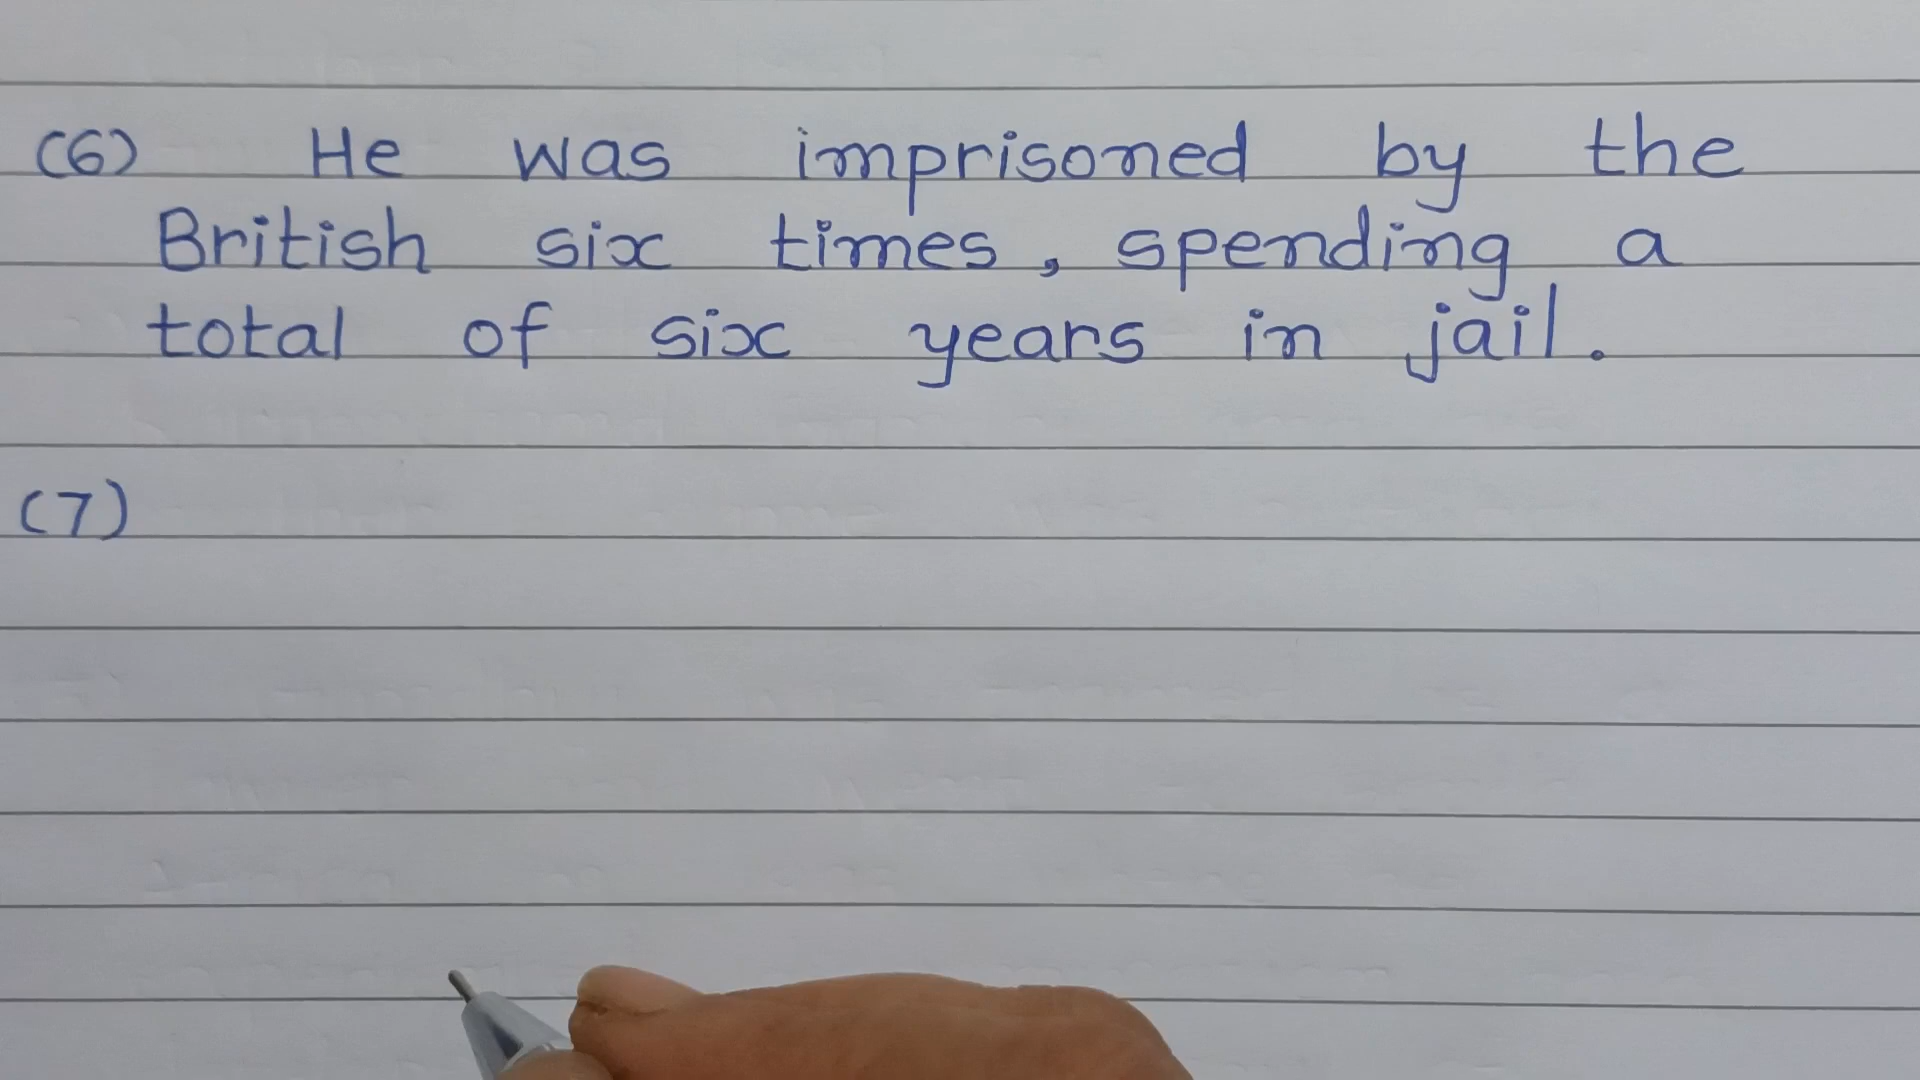 (6) He was imprisoned by the
British six times, spending a
total of six years in jail.
(7)